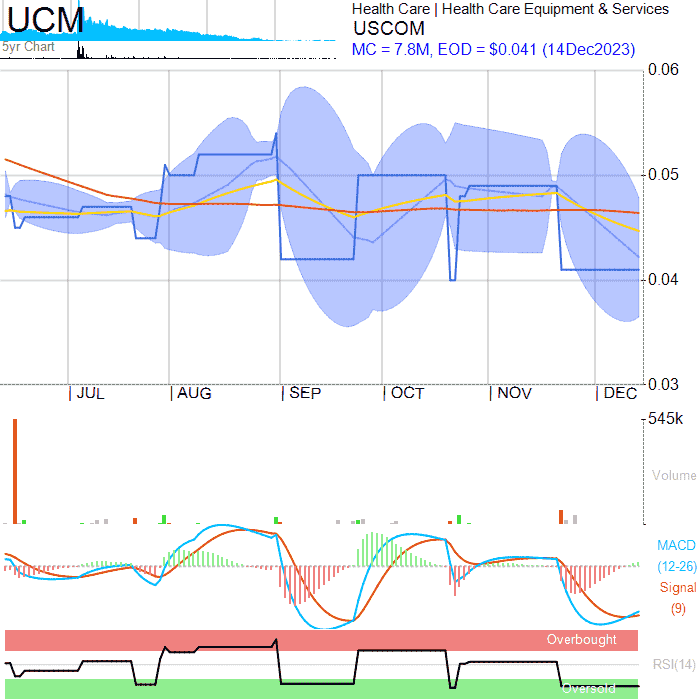 UCM
Health Care | Health Care Equipment & Services
USCOM
5yr Chart
MC = 7.8M, EOD = $0.041 (14Dec2023)
0.06
0.05
0.04
0.03
JUL AUG SEP OCT NOV DEC
545k
Volume
MACD
(12-26)
Signal
(9)
Overbought
RSI(14)
Oversold